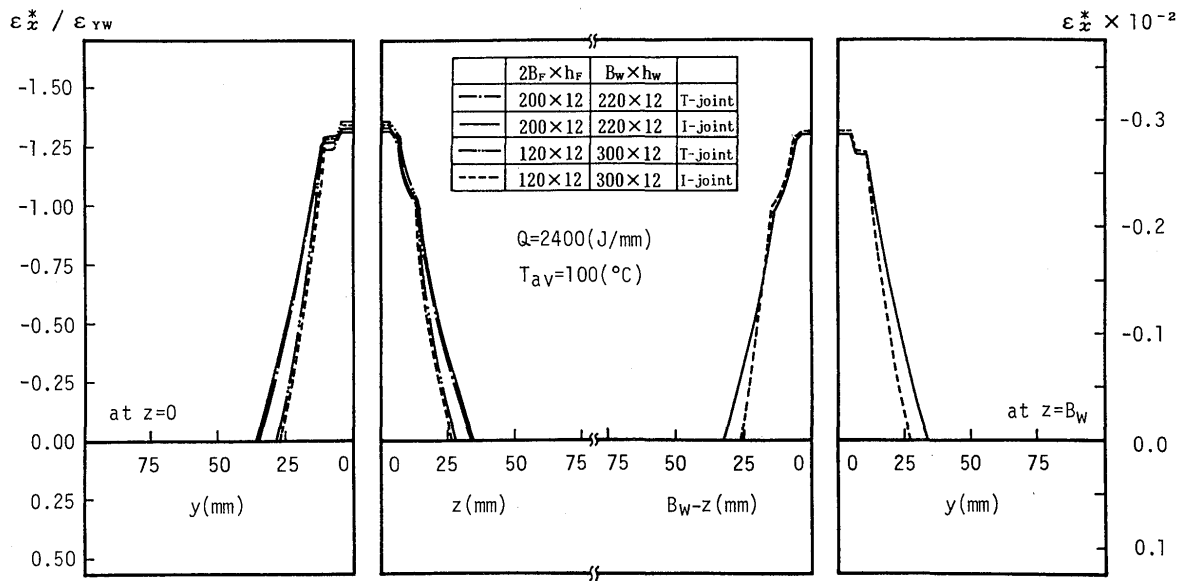 ε*x / εYW
ε*x × 10⁻²
-1.50
-1.25
-1.00
-0.75
-0.50
-0.25
0.00
0.25
0.50
2BF×hF BW×hW
200×12 220×12 T-joint
200×12 220×12 I-joint
120×12 300×12 T-joint
120×12 300×12 I-joint
Q=2400(J/mm)
Tav=100(°C)
at z=0
at z=BW
-0.3
-0.2
-0.1
0.0
0.1
75 25 0
0 25 50 75 75 50 25 0
0 25 75
y(mm)
z(mm)
BW-z(mm)
y(mm)